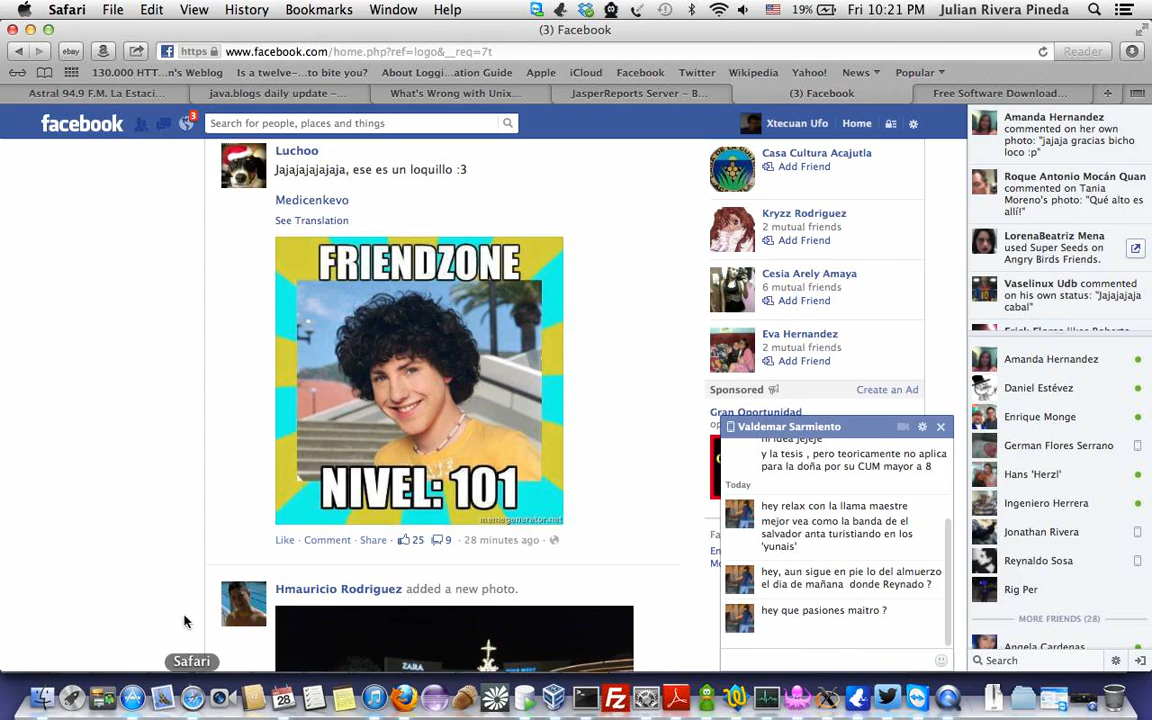 Safari File Edit View History Bookmarks Window Help
19% Fri 10:21 PM Julian Rivera Pineda
(3) Facebook
ebay
https www.facebook.com/home.php?ref=logo&__req=7t
Reader
130.000 HTT...n's Weblog Is a twelve-...to bite you? About Loggi...ation Guide Apple iCloud Facebook Twitter Wikipedia Yahoo! News Popular
Astral 94.9 F.M. La Estaci... java.blogs daily update –... What's Wrong with Unix... JasperReports Server – B... (3) Facebook Free Software Download...
facebook
3
Search for people, places and things
Xtecuan Ufo Home
Luchoo
Jajajajajajaja, ese es un loquillo :3
Medicenkevo
See Translation
FRIENDZONE
NIVEL: 101
memegenerator.net
Like · Comment · Share · 25 9 · 28 minutes ago ·
Hmauricio Rodriguez added a new photo.
ZARA
Safari
Casa Cultura Acajutla
Add Friend
Kryzz Rodriguez
2 mutual friends
Add Friend
Cesia Arely Amaya
6 mutual friends
Add Friend
Eva Hernandez
2 mutual friends
Add Friend
Sponsored Create an Ad
Gran Oportunidad
Valdemar Sarmiento
ni idea jejeje
y la tesis , pero teoricamente no aplica
para la doña por su CUM mayor a 8
Today
hey relax con la llama maestre
mejor vea como la banda de el
salvador anta turistiando en los
'yunais'
hey, aun sigue en pie lo del almuerzo
el dia de mañana donde Reynado ?
hey que pasiones maitro ?
Amanda Hernandez
commented on her own
photo: "jajaja gracias bicho
loco :p"
Roque Antonio Mocán Quan
commented on Tania
Moreno's photo: "Qué alto es
allí!"
LorenaBeatriz Mena
used Super Seeds on
Angry Birds Friends.
Vaselinux Udb commented
on his own status: "Jajajajaja
cabal"
Amanda Hernandez
Daniel Estévez
Enrique Monge
German Flores Serrano
Hans 'Herzl'
Ingeniero Herrera
Jonathan Rivera
Reynaldo Sosa
Rig Per
MORE FRIENDS (28)
Angela Cardenas
Search
28